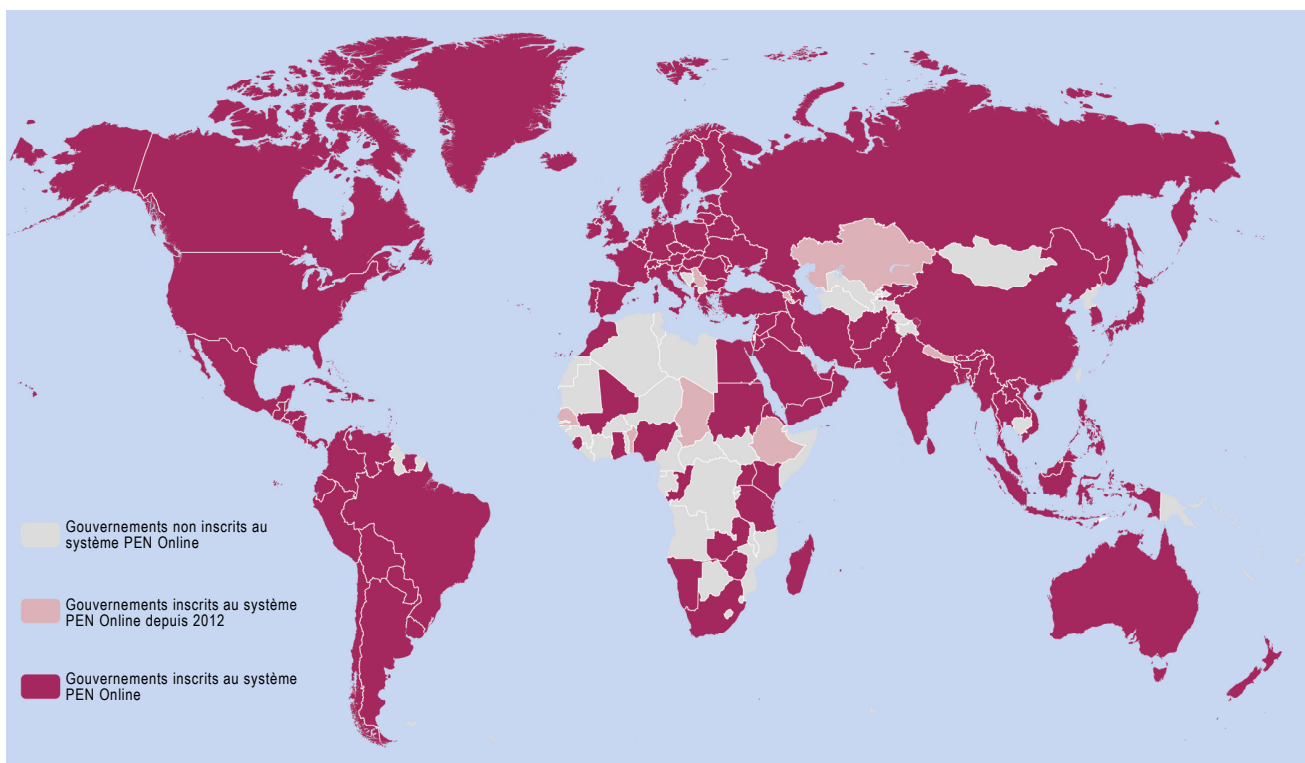 Gouvernements non inscrits au
système PEN Online
Gouvernements inscrits au système
PEN Online depuis 2012
Gouvernements inscrits au système
PEN Online